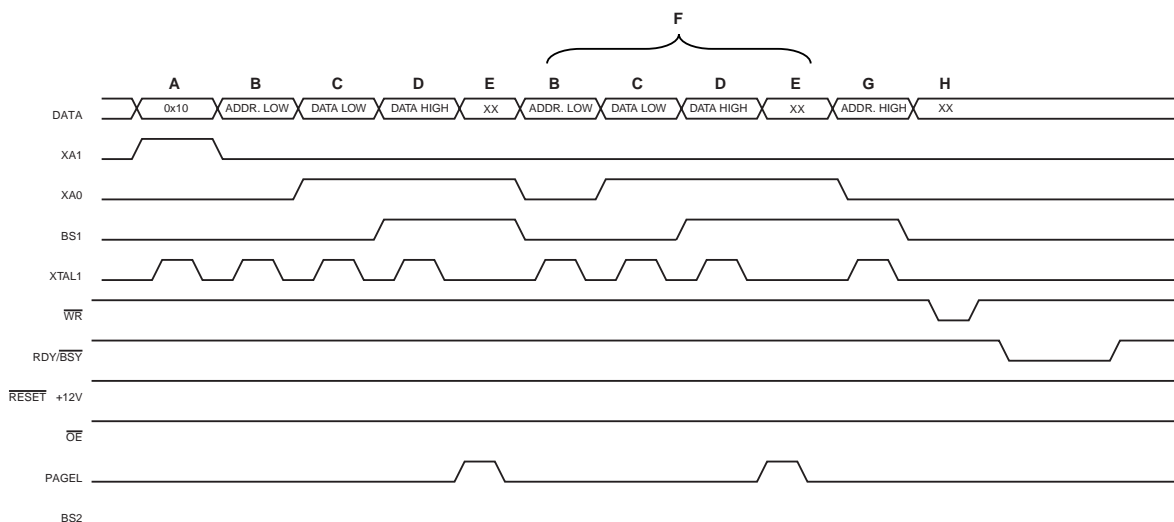 F
A B C D E B C D E G H
DATA 0x10 ADDR. LOW DATA LOW DATA HIGH XX ADDR. LOW DATA LOW DATA HIGH XX ADDR. HIGH XX
XA1
XA0
BS1
XTAL1
WR
RDY/BSY
RESET +12V
OE
PAGEL
BS2